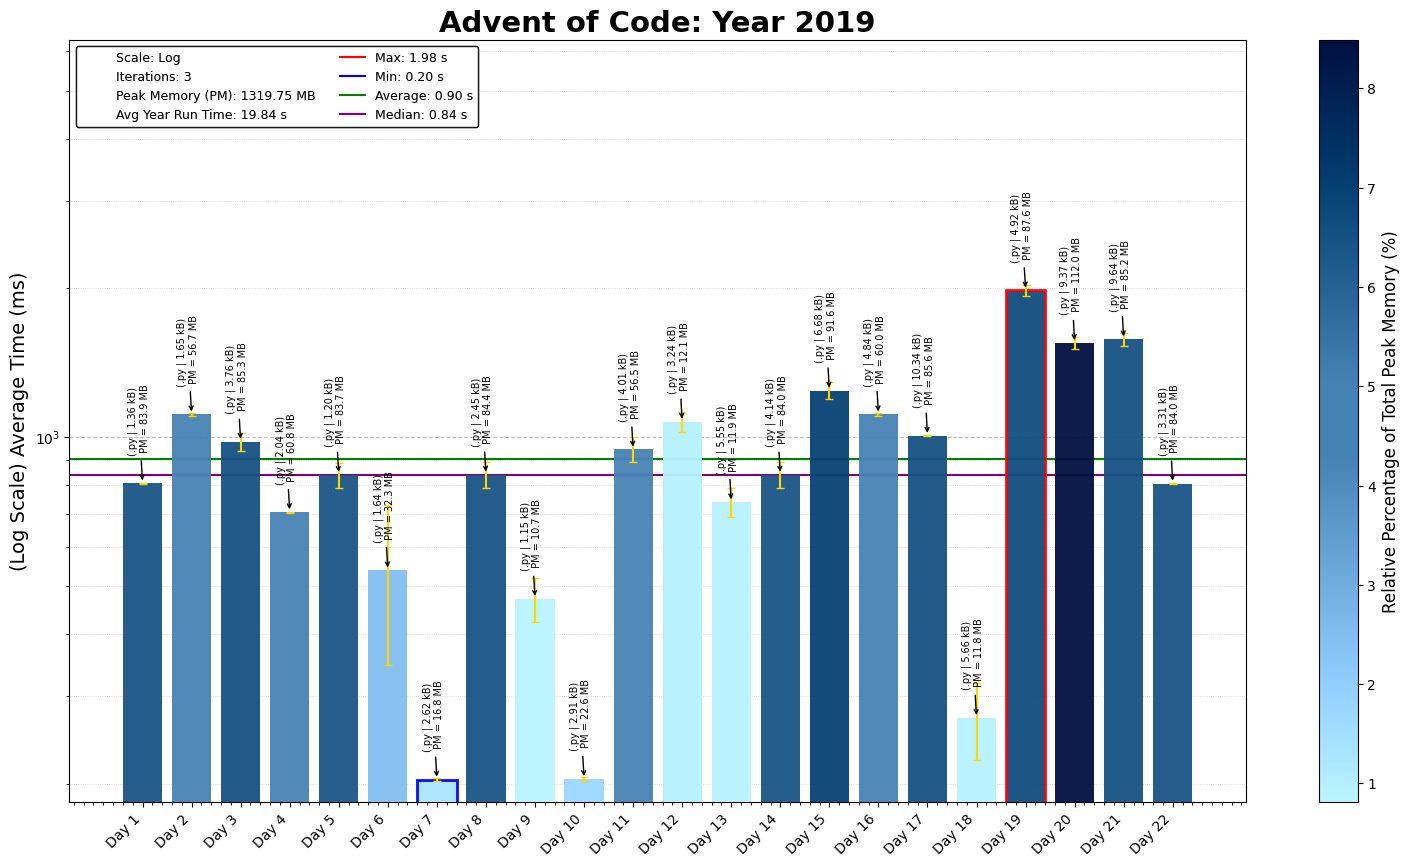 Advent of Code: Year 2019
Scale: Log
Iterations: 3
Peak Memory (PM): 1319.75 MB
Avg Year Run Time: 19.84 s
Max: 1.98 s
Min: 0.20 s
Average: 0.90 s
Median: 0.84 s
(Log Scale) Average Time (ms)
10³
(.py | 1.36 kB)
PM = 83.9 MB
(.py | 1.65 kB)
PM = 56.7 MB
(.py | 3.76 kB)
PM = 85.3 MB
(.py | 2.04 kB)
PM = 60.8 MB
(.py | 1.20 kB)
PM = 83.7 MB
(.py | 1.64 kB)
PM = 32.3 MB
(.py | 2.62 kB)
PM = 16.8 MB
(.py | 2.45 kB)
PM = 84.4 MB
(.py | 1.15 kB)
PM = 10.7 MB
(.py | 2.91 kB)
PM = 22.6 MB
(.py | 4.01 kB)
PM = 56.5 MB
(.py | 3.24 kB)
PM = 12.1 MB
(.py | 5.55 kB)
PM = 11.9 MB
(.py | 4.14 kB)
PM = 84.0 MB
(.py | 6.68 kB)
PM = 91.6 MB
(.py | 4.84 kB)
PM = 60.0 MB
(.py | 10.34 kB)
PM = 85.6 MB
(.py | 5.66 kB)
PM = 11.8 MB
(.py | 4.92 kB)
PM = 87.6 MB
(.py | 9.37 kB)
PM = 112.0 MB
(.py | 9.64 kB)
PM = 85.2 MB
(.py | 3.31 kB)
PM = 84.0 MB
Day 1
Day 2
Day 3
Day 4
Day 5
Day 6
Day 7
Day 8
Day 9
Day 10
Day 11
Day 12
Day 13
Day 14
Day 15
Day 16
Day 17
Day 18
Day 19
Day 20
Day 21
Day 22
8
7
6
5
4
3
2
1
Relative Percentage of Total Peak Memory (%)